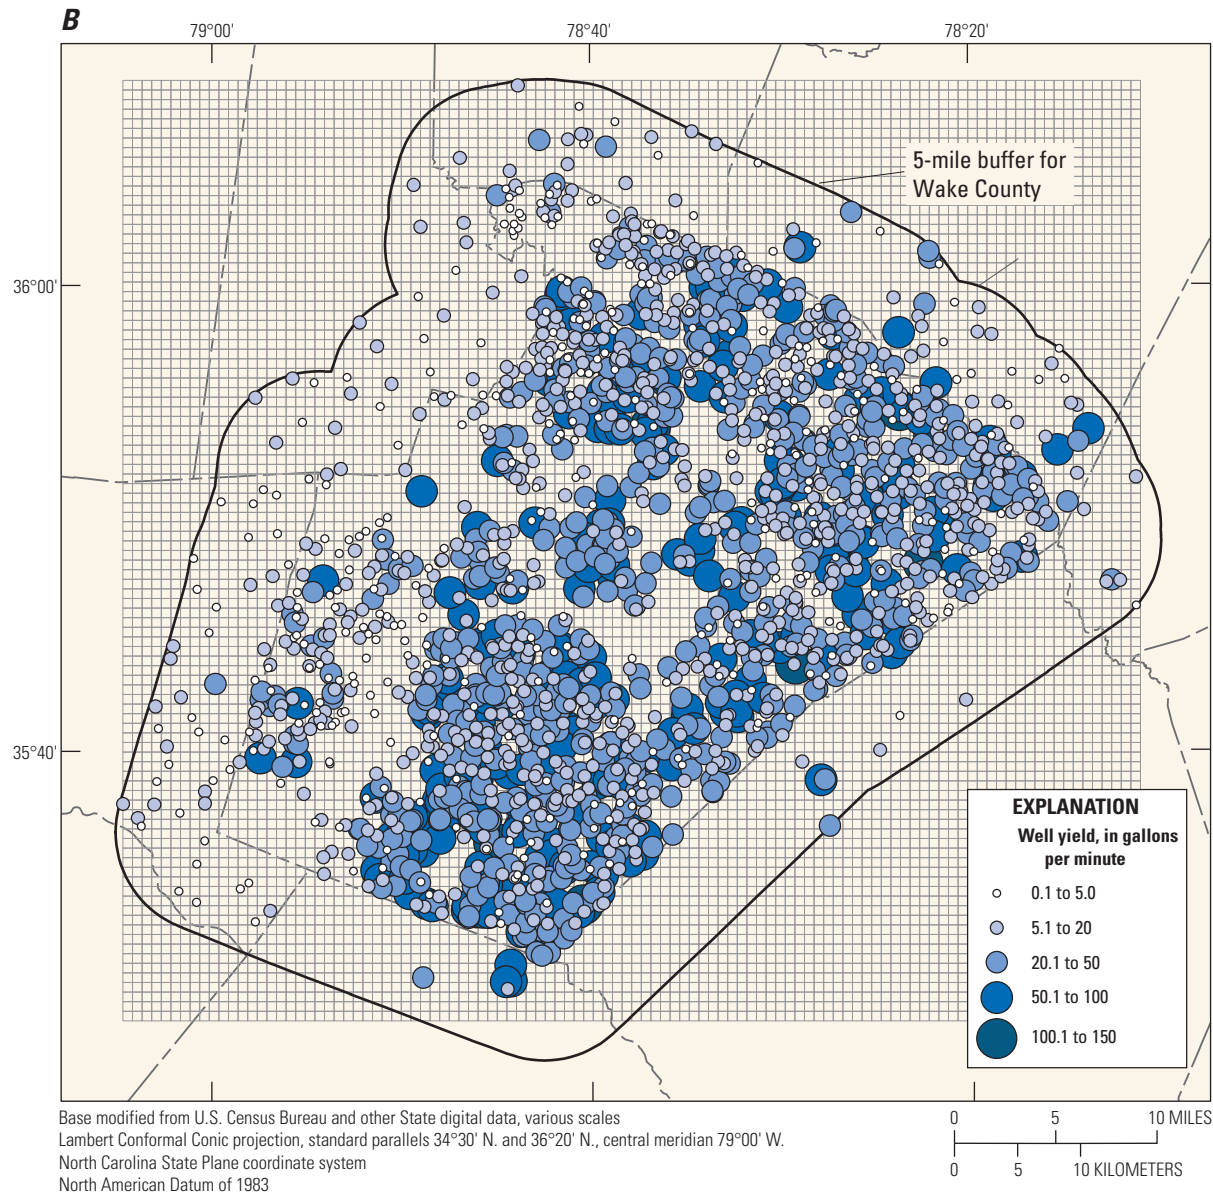 B
79°00'
78°40'
78°20'
5-mile buffer for
Wake County
36°00'
35°40'
EXPLANATION
Well yield, in gallons
per minute
0.1 to 5.0
5.1 to 20
20.1 to 50
50.1 to 100
100.1 to 150
Base modified from U.S. Census Bureau and other State digital data, various scales
Lambert Conformal Conic projection, standard parallels 34°30' N. and 36°20' N., central meridian 79°00' W.
North Carolina State Plane coordinate system
North American Datum of 1983
0 5 10 MILES
0 5 10 KILOMETERS